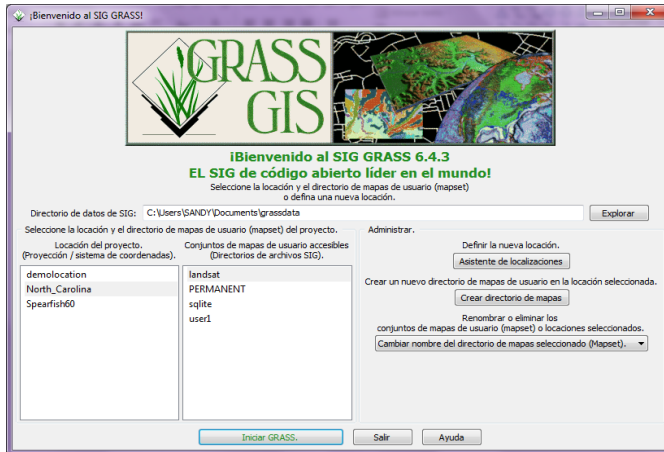 ¡Bienvenido al SIG GRASS!
GRASS
GIS
¡Bienvenido al SIG GRASS 6.4.3
EL SIG de código abierto líder en el mundo!
Seleccione la locación y el directorio de mapas de usuario (mapset)
o defina una nueva locación.
Directorio de datos de SIG: C:\Users\SANDY\Documents\grassdata Explorar
Seleccione la locación y el directorio de mapas de usuario (mapset) del proyecto.
Locación del proyecto.
(Proyección / sistema de coordenadas).
demolocation
North_Carolina
Spearfish60
Conjuntos de mapas de usuario accesibles
(Directorios de archivos SIG).
landsat
PERMANENT
sqlite
user1
Administrar.
Definir la nueva locación.
Asistente de localizaciones
Crear un nuevo directorio de mapas de usuario en la locación seleccionada.
Crear directorio de mapas
Renombrar o eliminar los
conjuntos de mapas de usuario (mapset) o locaciones seleccionados.
Cambiar nombre del directorio de mapas seleccionado (Mapset).
Iniciar GRASS. Salir Ayuda